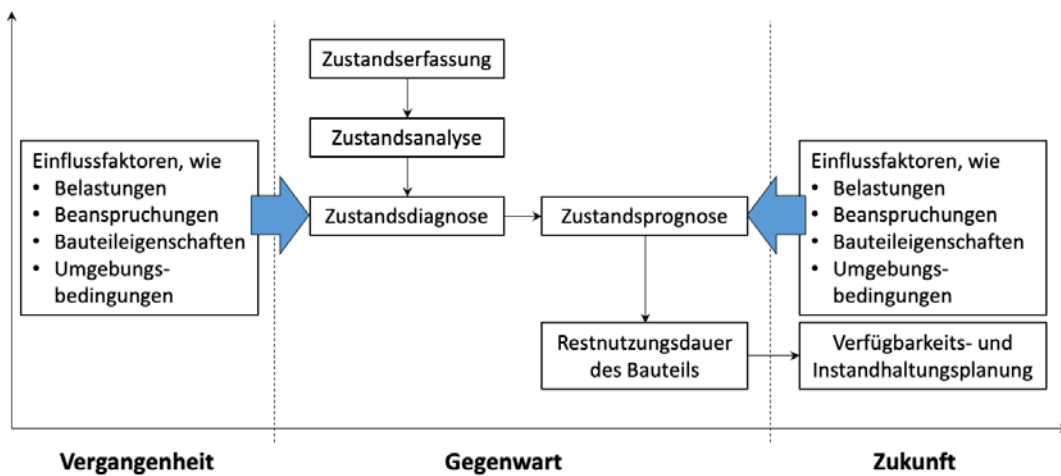 Zustandserfassung
Zustandsanalyse
Einflussfaktoren, wie
• Belastungen
• Beanspruchungen
• Bauteileigenschaften
• Umgebungs-
bedingungen
Zustandsdiagnose
Zustandsprognose
Einflussfaktoren, wie
• Belastungen
• Beanspruchungen
• Bauteileigenschaften
• Umgebungs-
bedingungen
Restnutzungsdauer
des Bauteils
Verfügbarkeits- und
Instandhaltungsplanung
Vergangenheit
Gegenwart
Zukunft